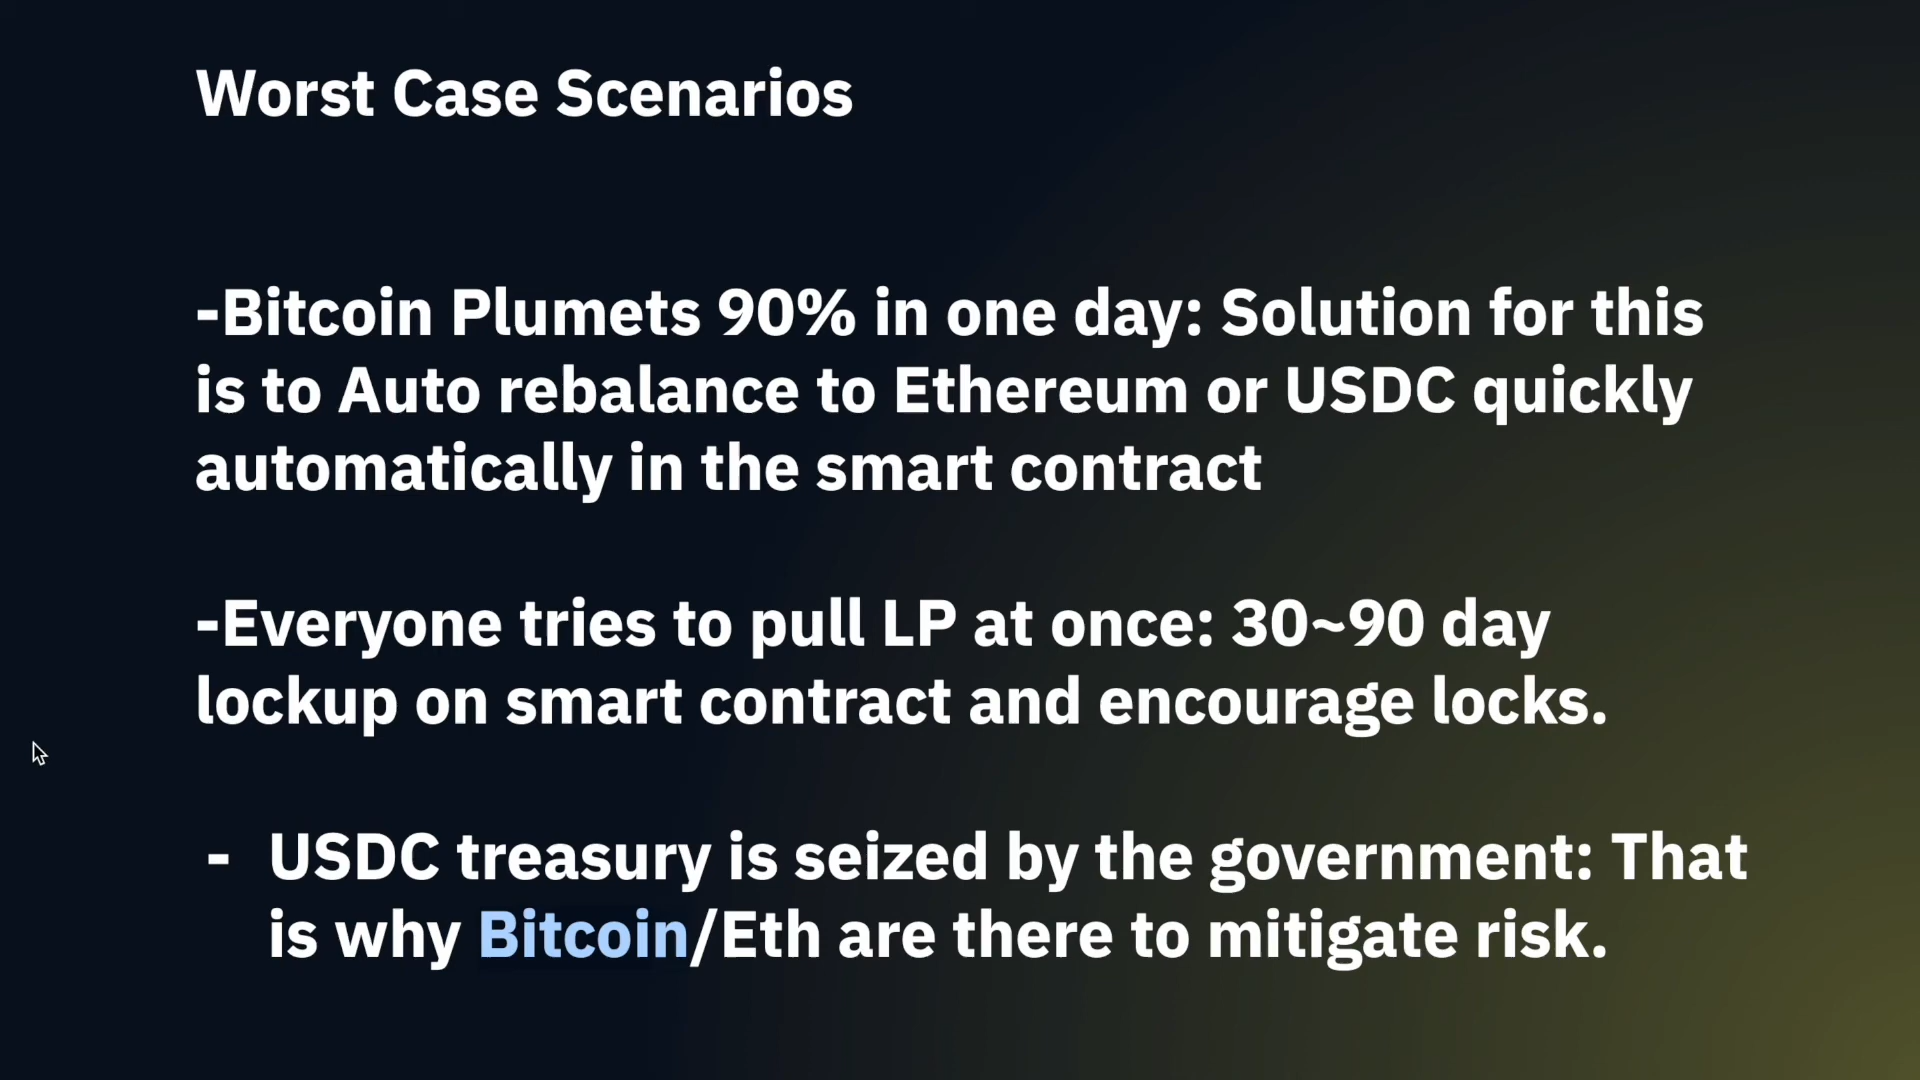 Worst Case Scenarios
-Bitcoin Plumets 90% in one day: Solution for this
is to Auto rebalance to Ethereum or USDC quickly
automatically in the smart contract
-Everyone tries to pull LP at once: 30~90 day
lockup on smart contract and encourage locks.
- USDC treasury is seized by the government: That
is why Bitcoin/Eth are there to mitigate risk.